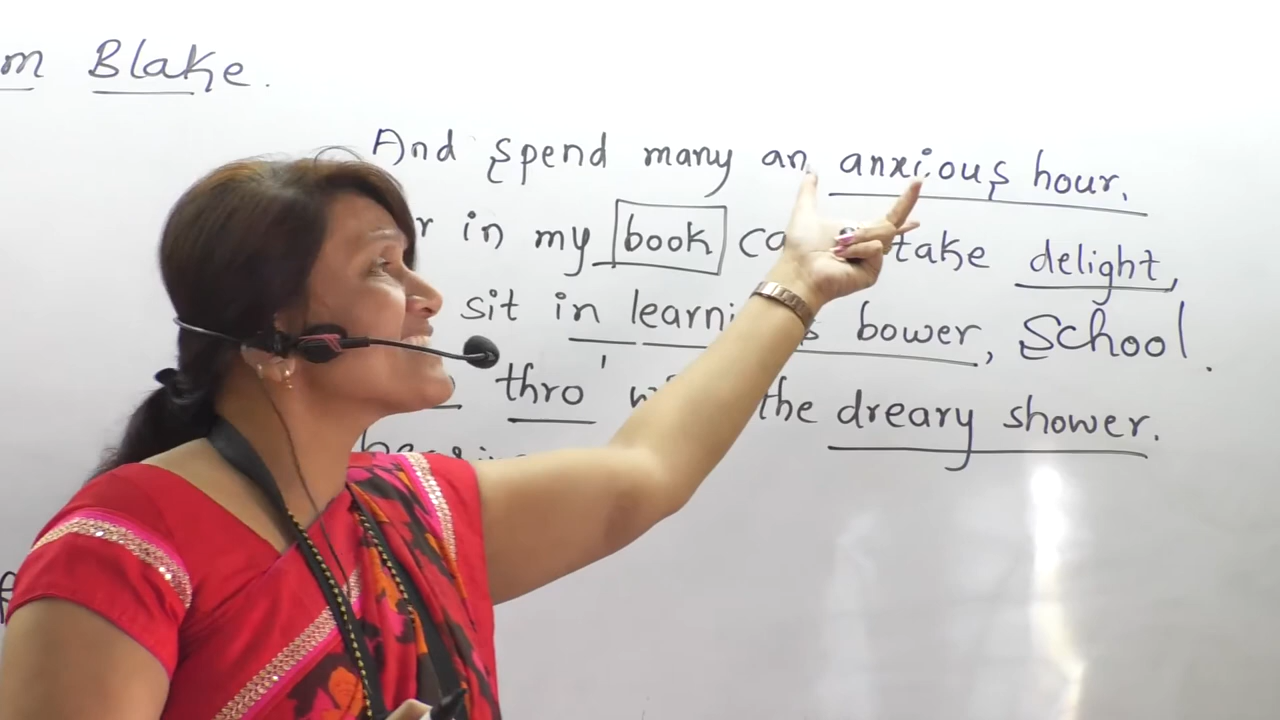 m Blake.
And spend many an anxious hour.
r in my book ca take delight,
sit in learni s bower, School.
thro' the dreary shower.